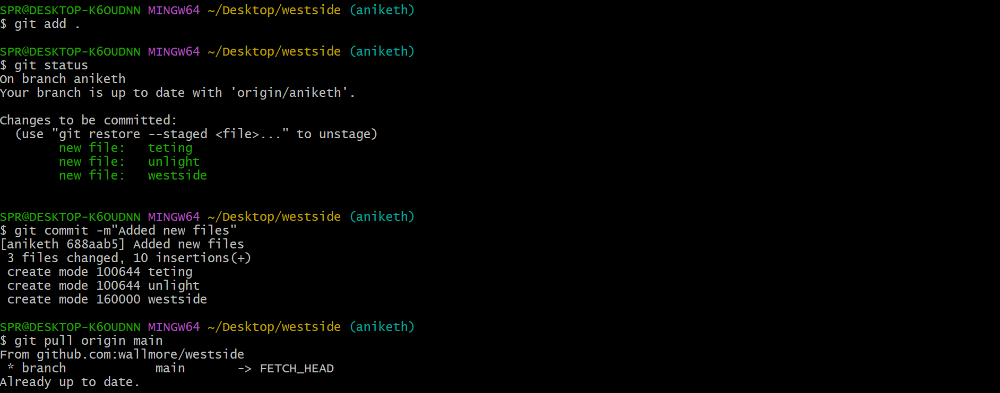 SPR@DESKTOP-K6OUDNN MINGW64 ~/Desktop/westside (aniketh)
$ git add .
SPR@DESKTOP-K6OUDNN MINGW64 ~/Desktop/westside (aniketh)
$ git status
On branch aniketh
Your branch is up to date with 'origin/aniketh'.
Changes to be committed:
  (use "git restore --staged <file>..." to unstage)
        new file:   teting
        new file:   unlight
        new file:   westside
SPR@DESKTOP-K6OUDNN MINGW64 ~/Desktop/westside (aniketh)
$ git commit -m"Added new files"
[aniketh 688aab5] Added new files
 3 files changed, 10 insertions(+)
 create mode 100644 teting
 create mode 100644 unlight
 create mode 160000 westside
SPR@DESKTOP-K6OUDNN MINGW64 ~/Desktop/westside (aniketh)
$ git pull origin main
From github.com:wallmore/westside
 * branch            main       -> FETCH_HEAD
Already up to date.